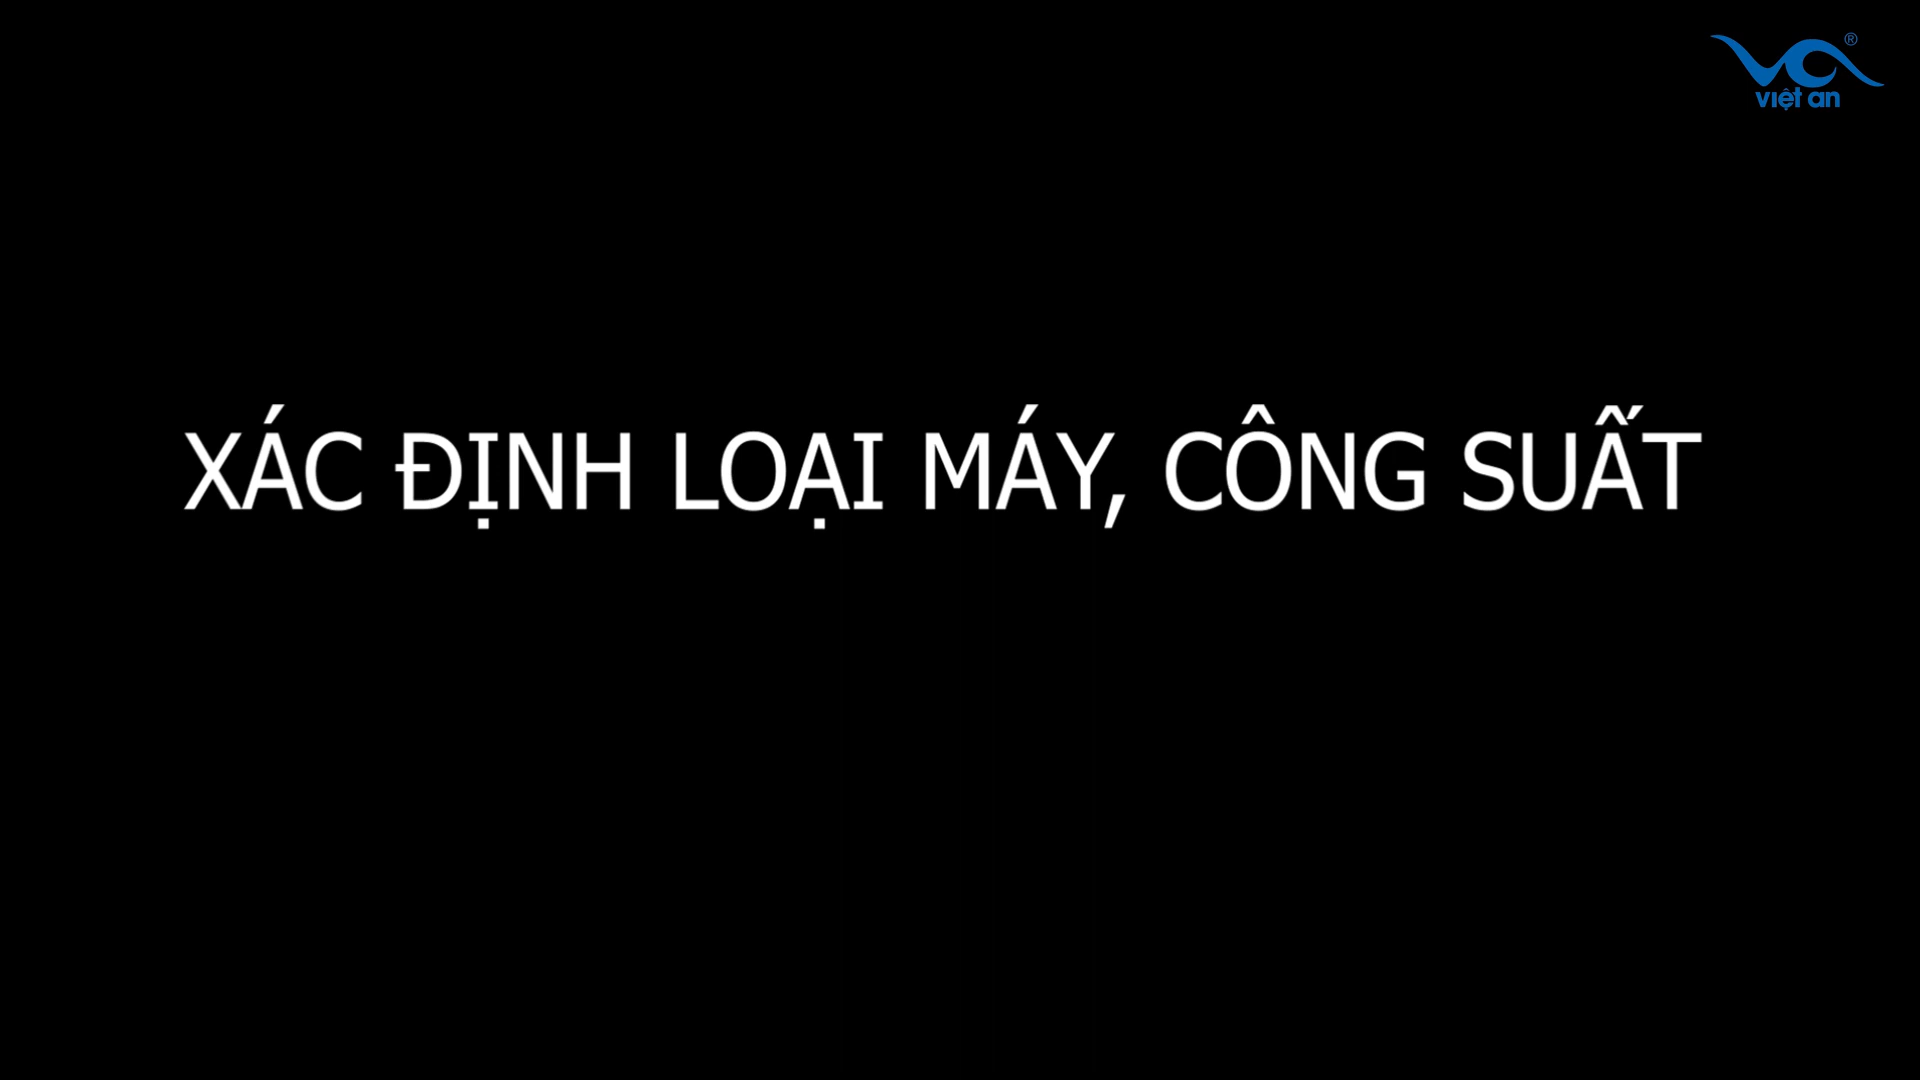 ®
việt an
XÁC ĐỊNH LOẠI MÁY, CÔNG SUẤT